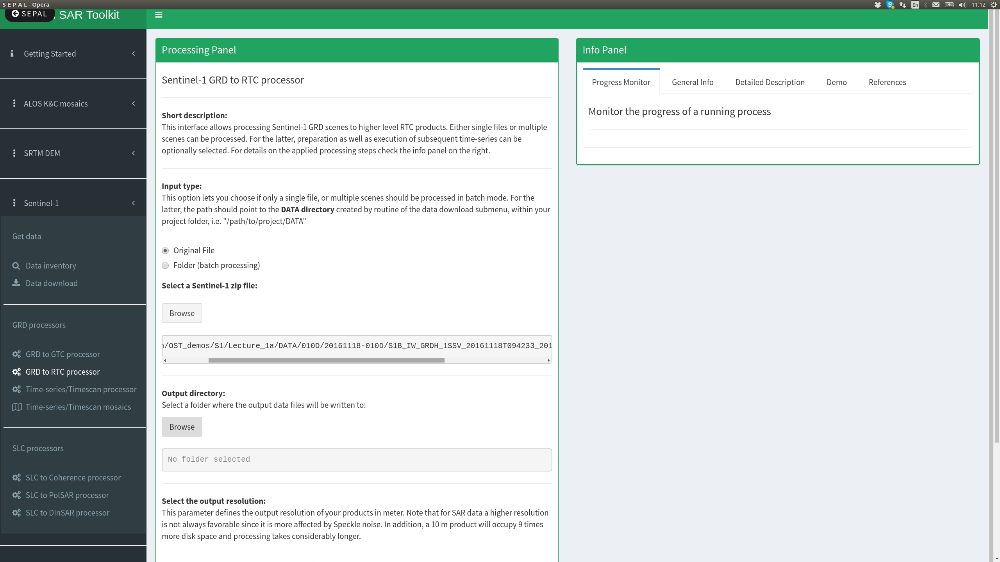 S E P A L - Opera
En
11:12
SEPAL
SAR Toolkit
Getting Started
ALOS K&C mosaics
SRTM DEM
Sentinel-1
Get data
Data inventory
Data download
GRD processors
GRD to GTC processor
GRD to RTC processor
Time-series/Timescan processor
Time-series/Timescan mosaics
SLC processors
SLC to Coherence processor
SLC to PolSAR processor
SLC to DInSAR processor
Processing Panel
Sentinel-1 GRD to RTC processor
Short description:
This interface allows processing Sentinel-1 GRD scenes to higher level RTC products. Either single files or multiple
scenes can be processed. For the latter, preparation as well as execution of subsequent time-series can be
optionally selected. For details on the applied processing steps check the info panel on the right.
Input type:
This option lets you choose if only a single file, or multiple scenes should be processed in batch mode. For the
latter, the path should point to the DATA directory created by routine of the data download submenu, within your
project folder, i.e. "/path/to/project/DATA"
Original File
Folder (batch processing)
Select a Sentinel-1 zip file:
Browse
/OST_demos/S1/Lecture_1a/DATA/010D/20161118-010D/S1B_IW_GRDH_1SSV_20161118T094233_201
Output directory:
Select a folder where the output data files will be written to:
Browse
No folder selected
Select the output resolution:
This parameter defines the output resolution of your products in meter. Note that for SAR data a higher resolution
is not always favorable since it is more affected by Speckle noise. In addition, a 10 m product will occupy 9 times
more disk space and processing takes considerably longer.
Info Panel
Progress Monitor
General Info
Detailed Description
Demo
References
Monitor the progress of a running process